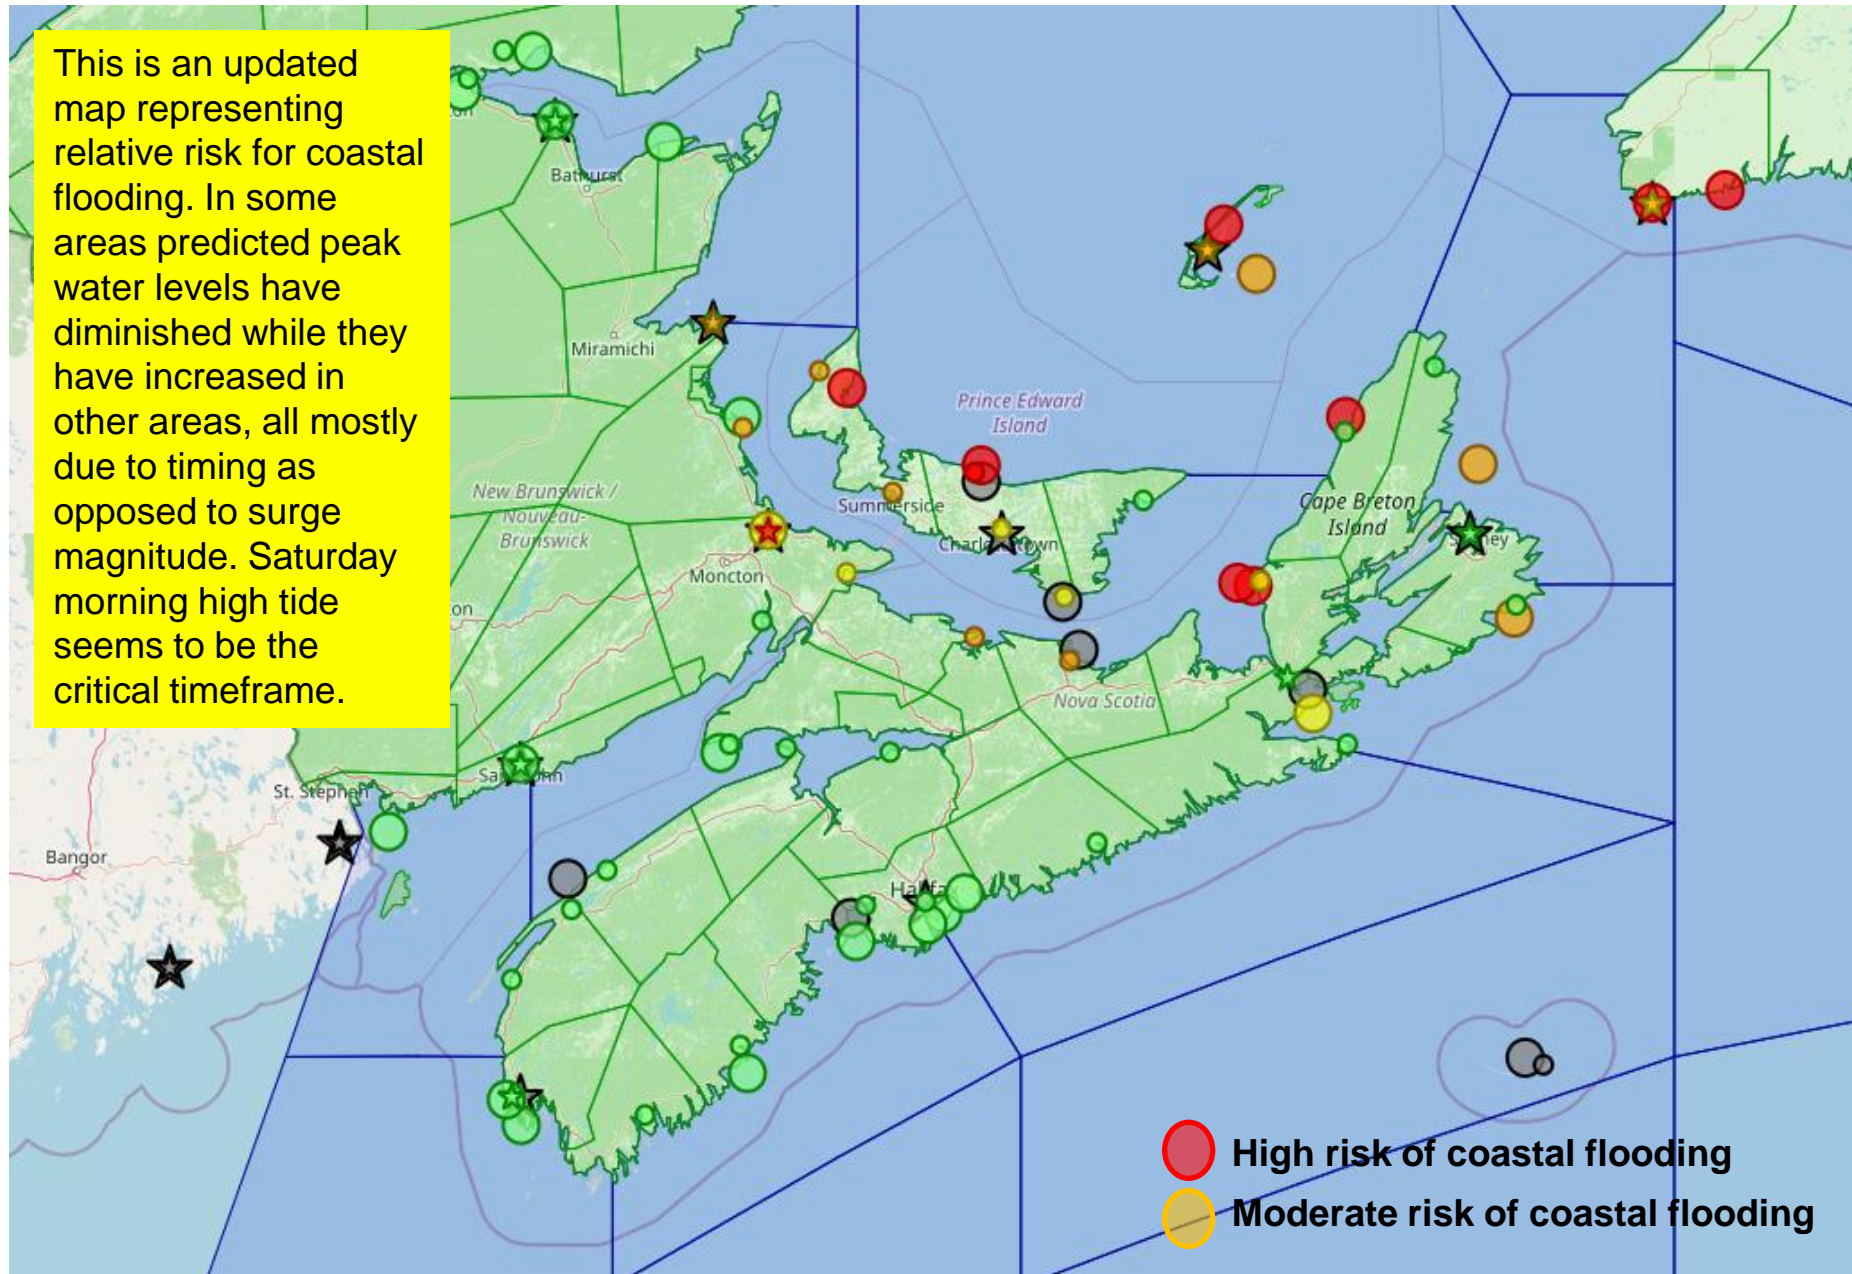 This is an updated
map representing
relative risk for coastal
flooding. In some
areas predicted peak
water levels have
diminished while they
have increased in
other areas, all mostly
due to timing as
opposed to surge
magnitude. Saturday
morning high tide
seems to be the
critical timeframe.
Bathurst
Miramichi
Prince Edward
Island
New Brunswick /
Nouveau-
Brunswick
Summerside
Cape Breton
Island
Moncton
Nova Scotia
St. Stephen
Bangor
High risk of coastal flooding
Moderate risk of coastal flooding